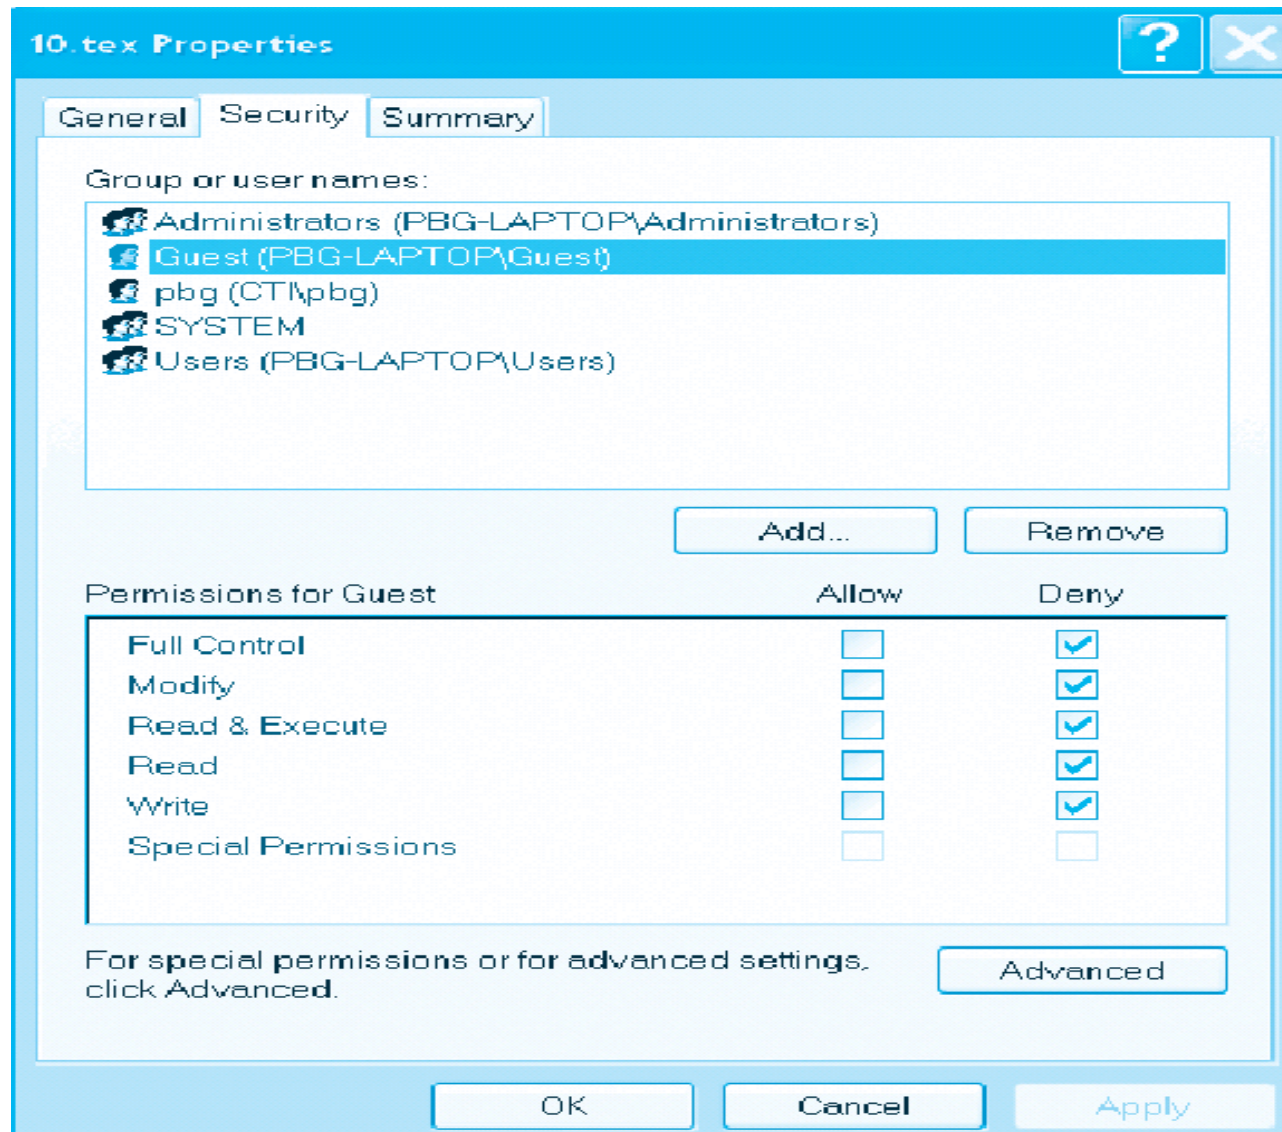 10.tex Properties
?
General Security Summary
Group or user names:
Administrators (PBG-LAPTOP\Administrators)
Guest (PBG-LAPTOP\Guest)
pbg (CTI\pbg)
SYSTEM
Users (PBG-LAPTOP\Users)
Add... Remove
Permissions for Guest Allow Deny
Full Control
Modify
Read & Execute
Read
Write
Special Permissions
For special permissions or for advanced settings,
click Advanced.
Advanced
OK Cancel Apply